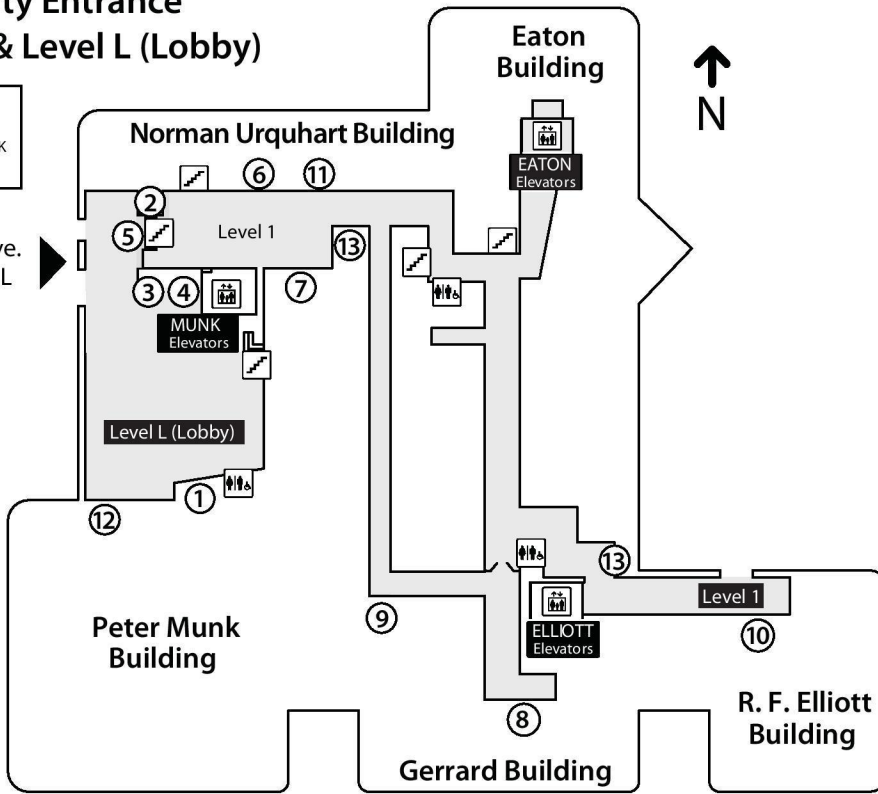 & Level L (Lobby)
Eaton
Building
N
Norman Urquhart Building
EATON
Elevators
6
11
2
5
Level 1
13
3
4
7
MUNK
Elevators
Level L (Lobby)
1
12
13
Level 1
9
ELLIOTT
Elevators
10
Peter Munk
Building
8
R. F. Elliott
Building
Gerrard Building